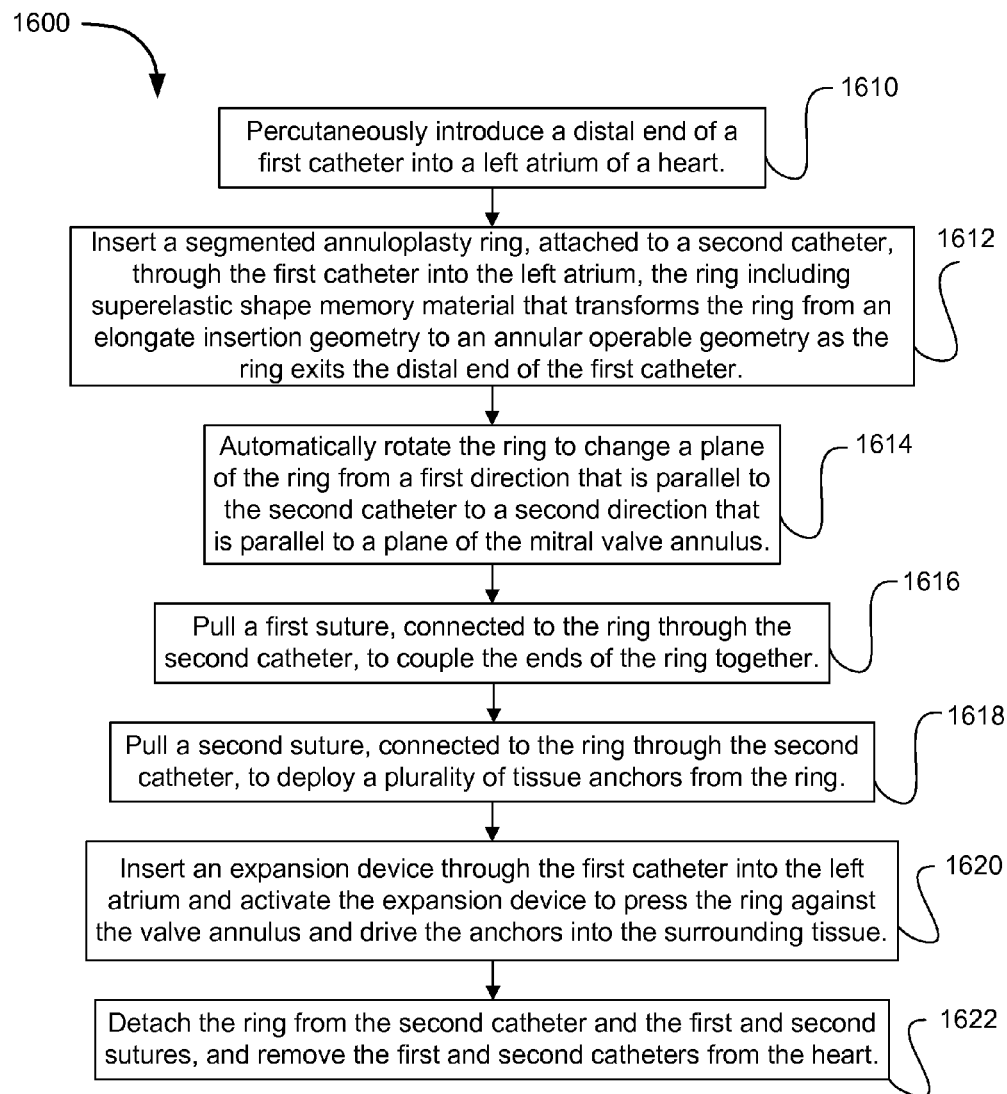 1600
1610
Percutaneously introduce a distal end of a
first catheter into a left atrium of a heart.
1612
Insert a segmented annuloplasty ring, attached to a second catheter,
through the first catheter into the left atrium, the ring including
superelastic shape memory material that transforms the ring from an
elongate insertion geometry to an annular operable geometry as the
ring exits the distal end of the first catheter.
1614
Automatically rotate the ring to change a plane
of the ring from a first direction that is parallel to
the second catheter to a second direction that
is parallel to a plane of the mitral valve annulus.
1616
Pull a first suture, connected to the ring through the
second catheter, to couple the ends of the ring together.
1618
Pull a second suture, connected to the ring through the second
catheter, to deploy a plurality of tissue anchors from the ring.
1620
Insert an expansion device through the first catheter into the left
atrium and activate the expansion device to press the ring against
the valve annulus and drive the anchors into the surrounding tissue.
1622
Detach the ring from the second catheter and the first and second
sutures, and remove the first and second catheters from the heart.